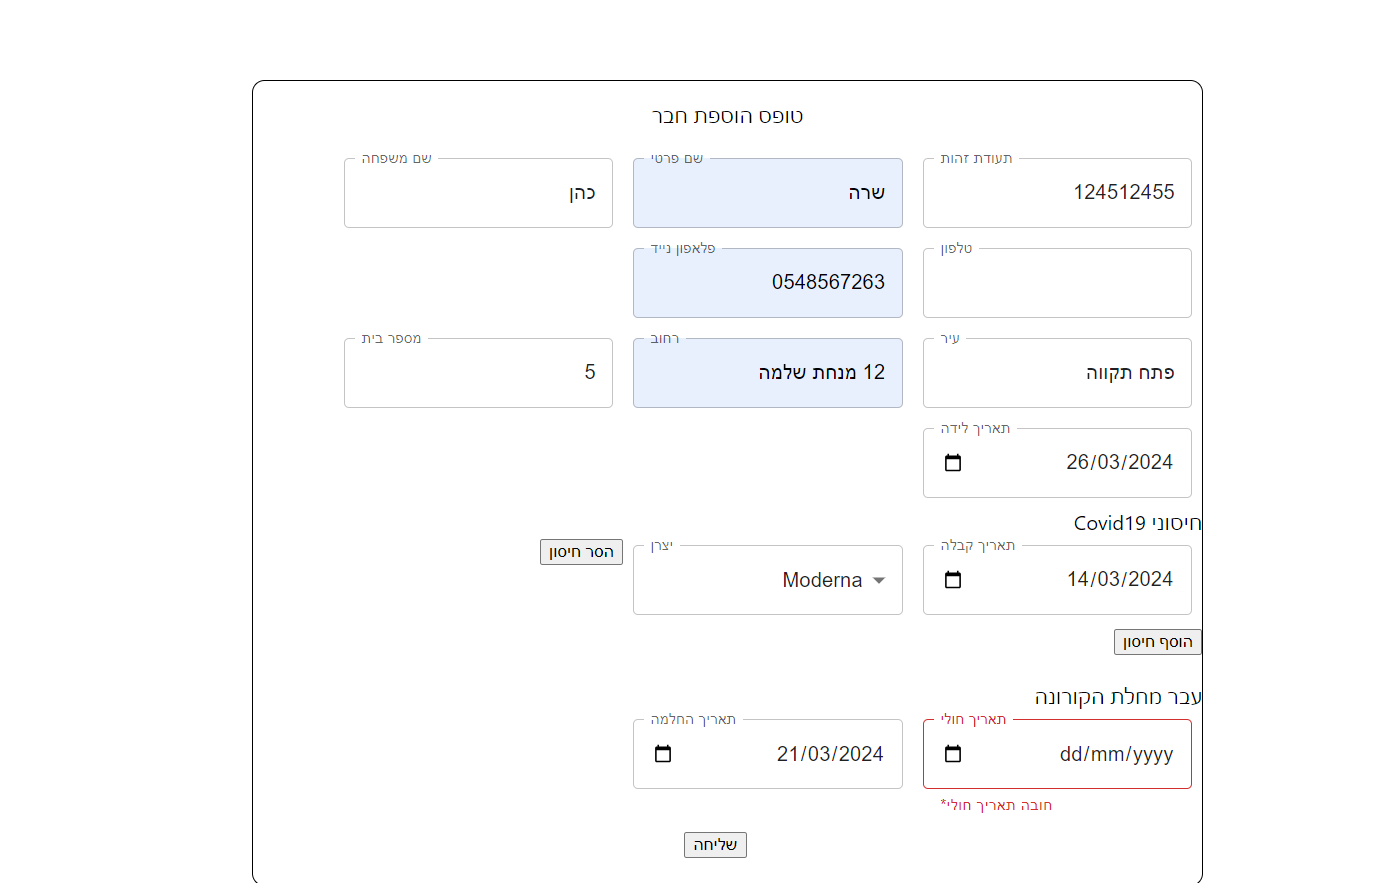 טופס הוספת חבר
תעודת זהות
שם פרטי
שם משפחה
124512455
שרה
כהן
טלפון
פלאפון נייד
0548567263
עיר
רחוב
מספר בית
פתח תקווה
12 מנחת שלמה
5
תאריך לידה
26/03/2024
חיסוני Covid19
תאריך קבלה
יצרן
הסר חיסון
14/03/2024
Moderna
הוסף חיסון
עבר מחלת הקורונה
תאריך חולי
תאריך החלמה
dd/mm/yyyy
21/03/2024
חובה תאריך חולי*
שליחה